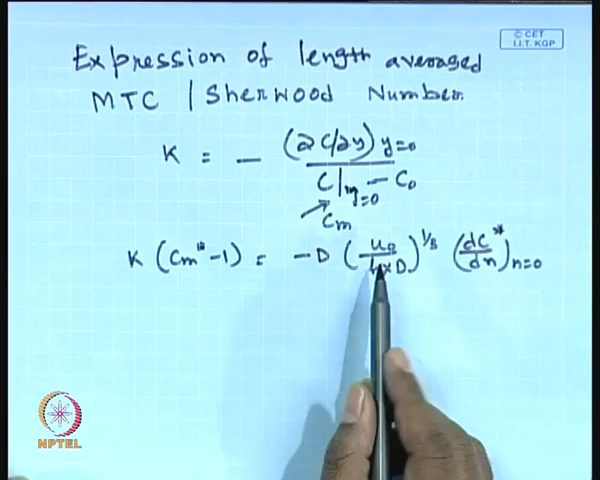 © CET
I.I.T. KGP
Expression of length averaged
MTC | Sherwood Number.
K = - (∂C/∂y)y=0 / C|y=0 - C0
Cm
K (Cm* - 1) = - D (u0 / hxD)^1/3 (dC*/dη)η=0
NPTEL